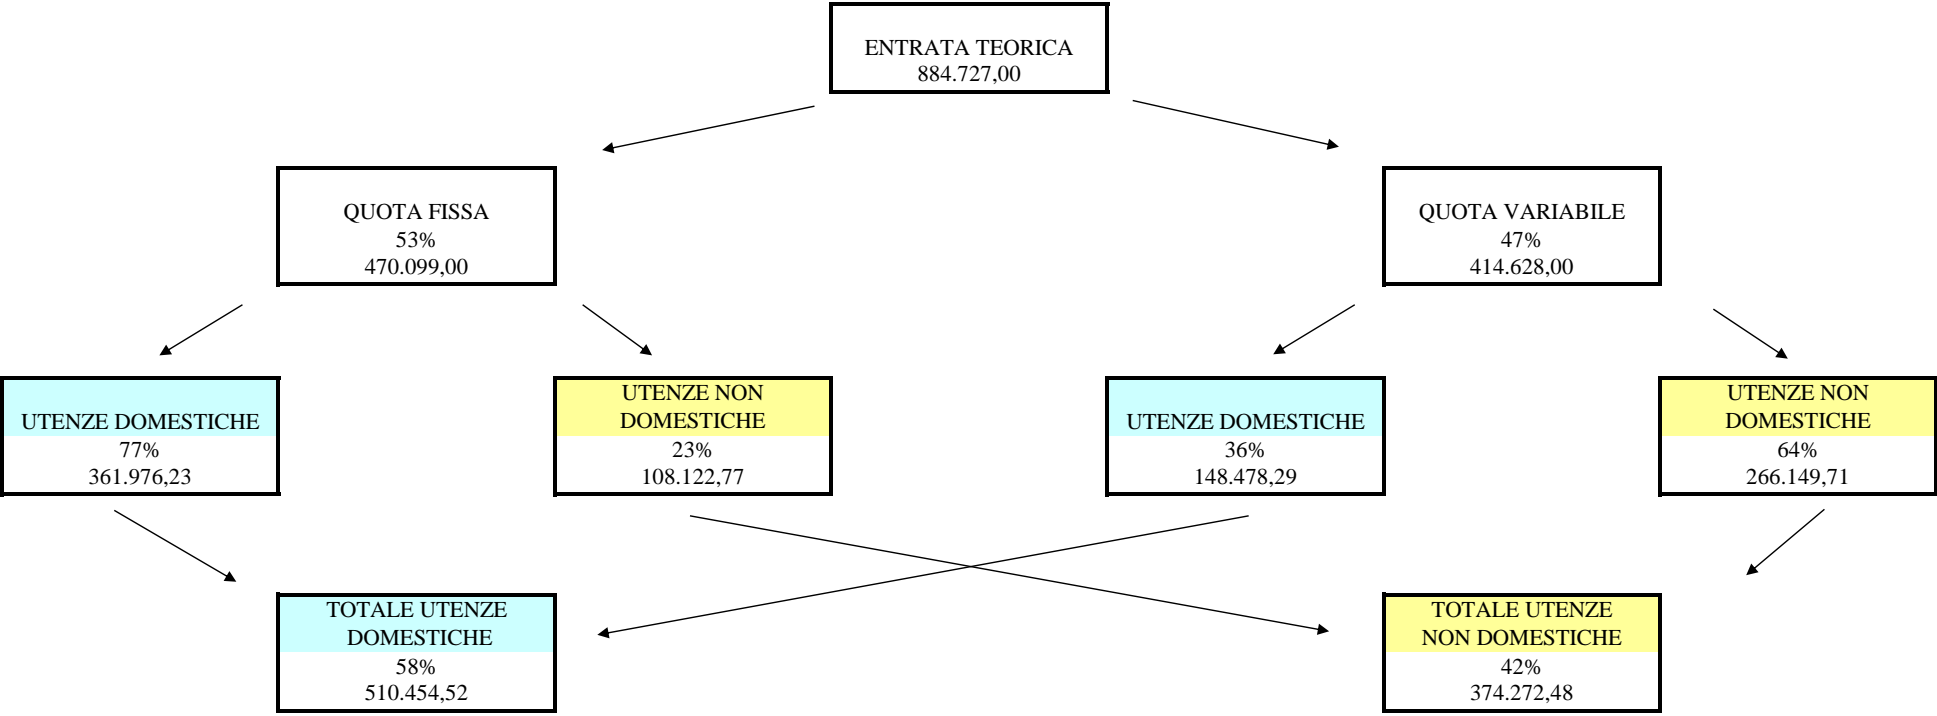 ENTRATA TEORICA
884.727,00
QUOTA FISSA
53%
470.099,00
QUOTA VARIABILE
47%
414.628,00
UTENZE DOMESTICHE
77%
361.976,23
UTENZE NON
DOMESTICHE
23%
108.122,77
UTENZE DOMESTICHE
36%
148.478,29
UTENZE NON
DOMESTICHE
64%
266.149,71
TOTALE UTENZE
DOMESTICHE
58%
510.454,52
TOTALE UTENZE
NON DOMESTICHE
42%
374.272,48